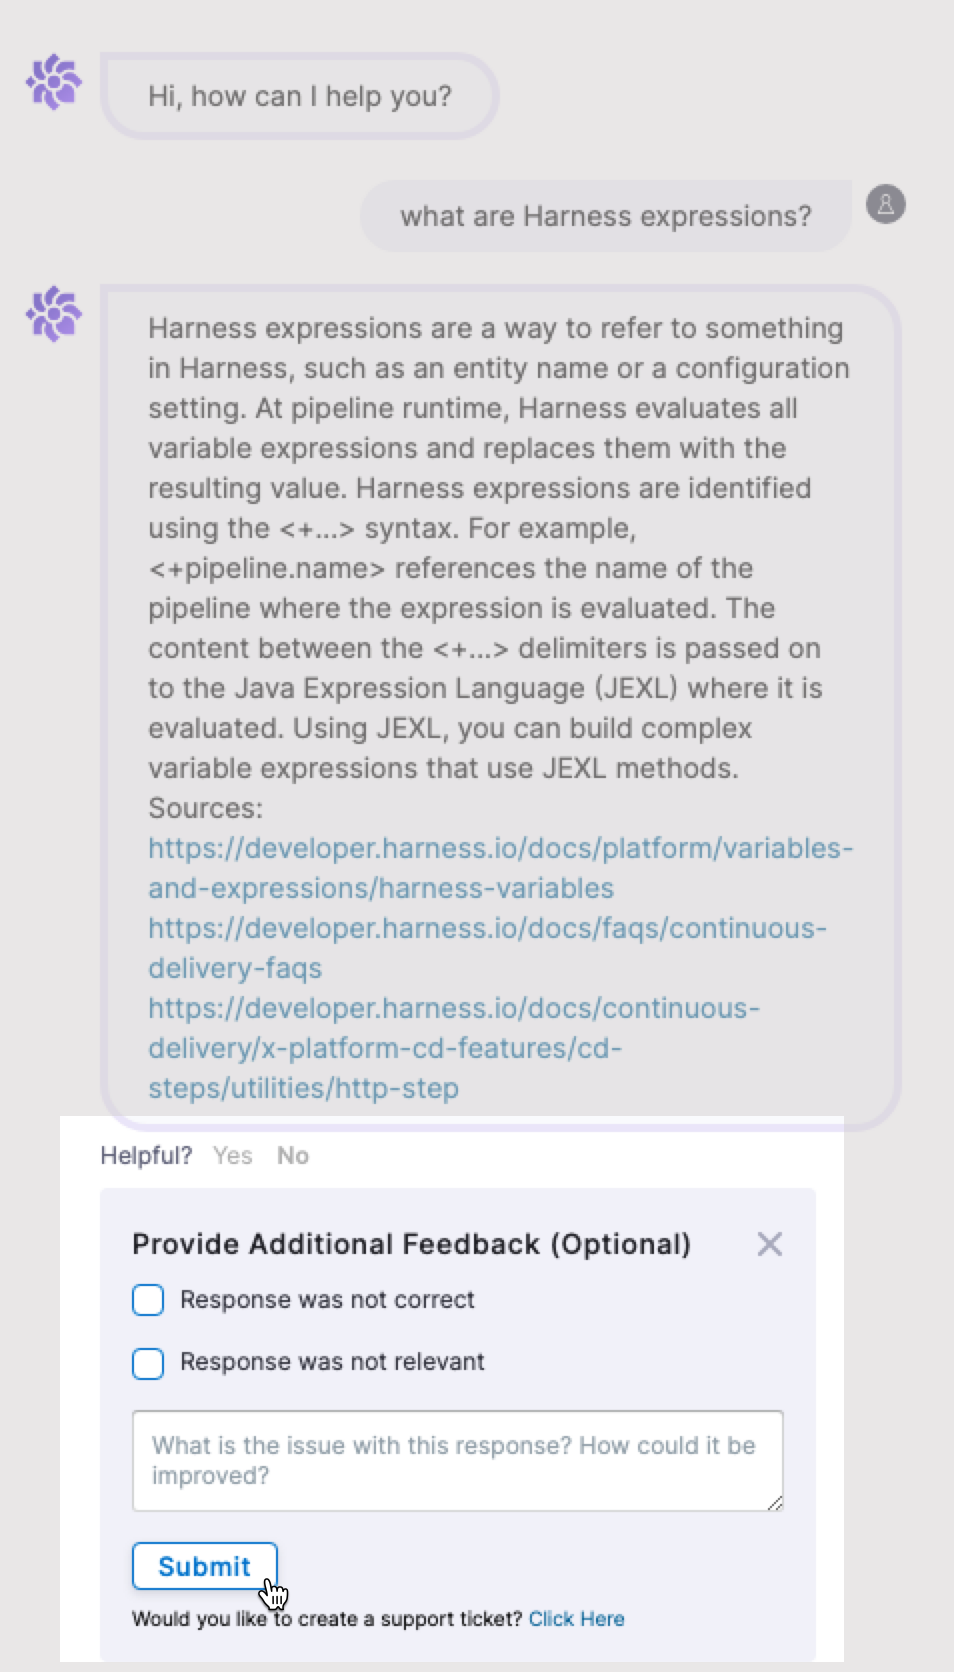 Hi, how can I help you?
what are Harness expressions?
Harness expressions are a way to refer to something
in Harness, such as an entity name or a configuration
setting. At pipeline runtime, Harness evaluates all
variable expressions and replaces them with the
resulting value. Harness expressions are identified
using the <+...> syntax. For example,
<+pipeline.name> references the name of the
pipeline where the expression is evaluated. The
content between the <+...> delimiters is passed on
to the Java Expression Language (JEXL) where it is
evaluated. Using JEXL, you can build complex
variable expressions that use JEXL methods.
Sources:
https://developer.harness.io/docs/platform/variables-
and-expressions/harness-variables
https://developer.harness.io/docs/faqs/continuous-
delivery-faqs
https://developer.harness.io/docs/continuous-
delivery/x-platform-cd-features/cd-
steps/utilities/http-step
Helpful? Yes No
Provide Additional Feedback (Optional)
Response was not correct
Response was not relevant
What is the issue with this response? How could it be
improved?
Submit
Would you like to create a support ticket? Click Here